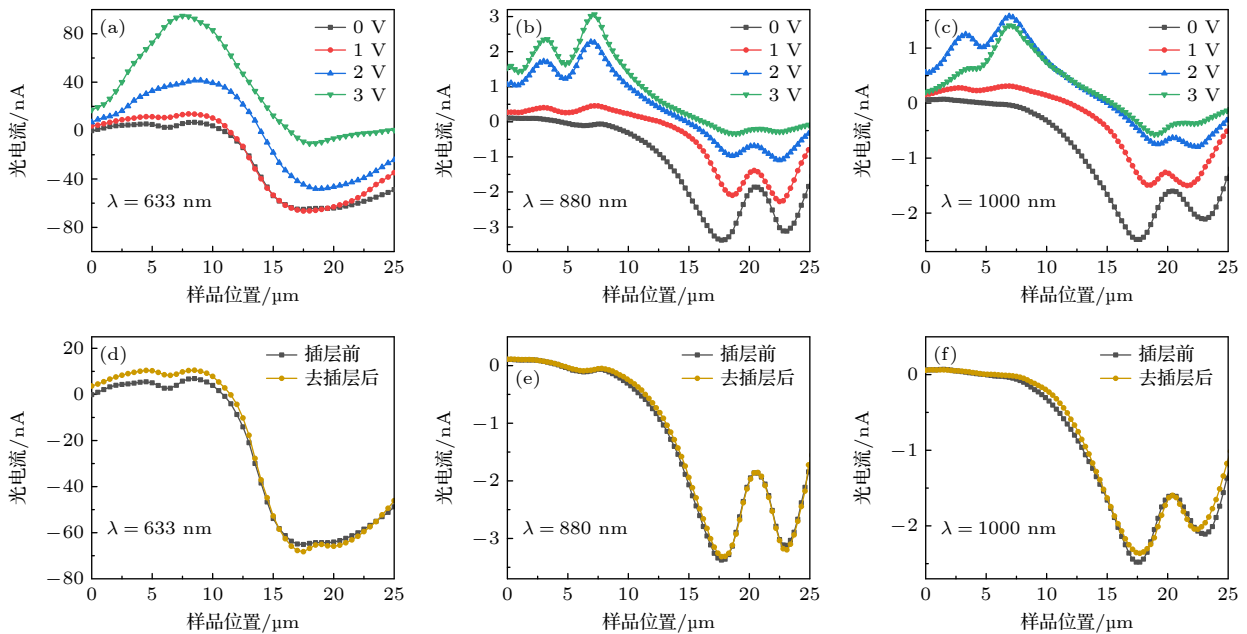 (a)
0 V
1 V
2 V
3 V
λ = 633 nm
光电流/nA
80
40
0
−40
−80
0 5 10 15 20 25
样品位置/µm
(b)
0 V
1 V
2 V
3 V
λ = 880 nm
光电流/nA
3
2
1
0
−1
−2
−3
0 5 10 15 20 25
样品位置/µm
(c)
0 V
1 V
2 V
3 V
λ = 1000 nm
光电流/nA
1
0
−1
−2
0 5 10 15 20 25
样品位置/µm
(d)
插层前
去插层后
λ = 633 nm
光电流/nA
20
0
−20
−40
−60
−80
0 5 10 15 20 25
样品位置/µm
(e)
插层前
去插层后
λ = 880 nm
光电流/nA
0
−1
−2
−3
0 5 10 15 20 25
样品位置/µm
(f)
插层前
去插层后
λ = 1000 nm
光电流/nA
0
−1
−2
0 5 10 15 20 25
样品位置/µm